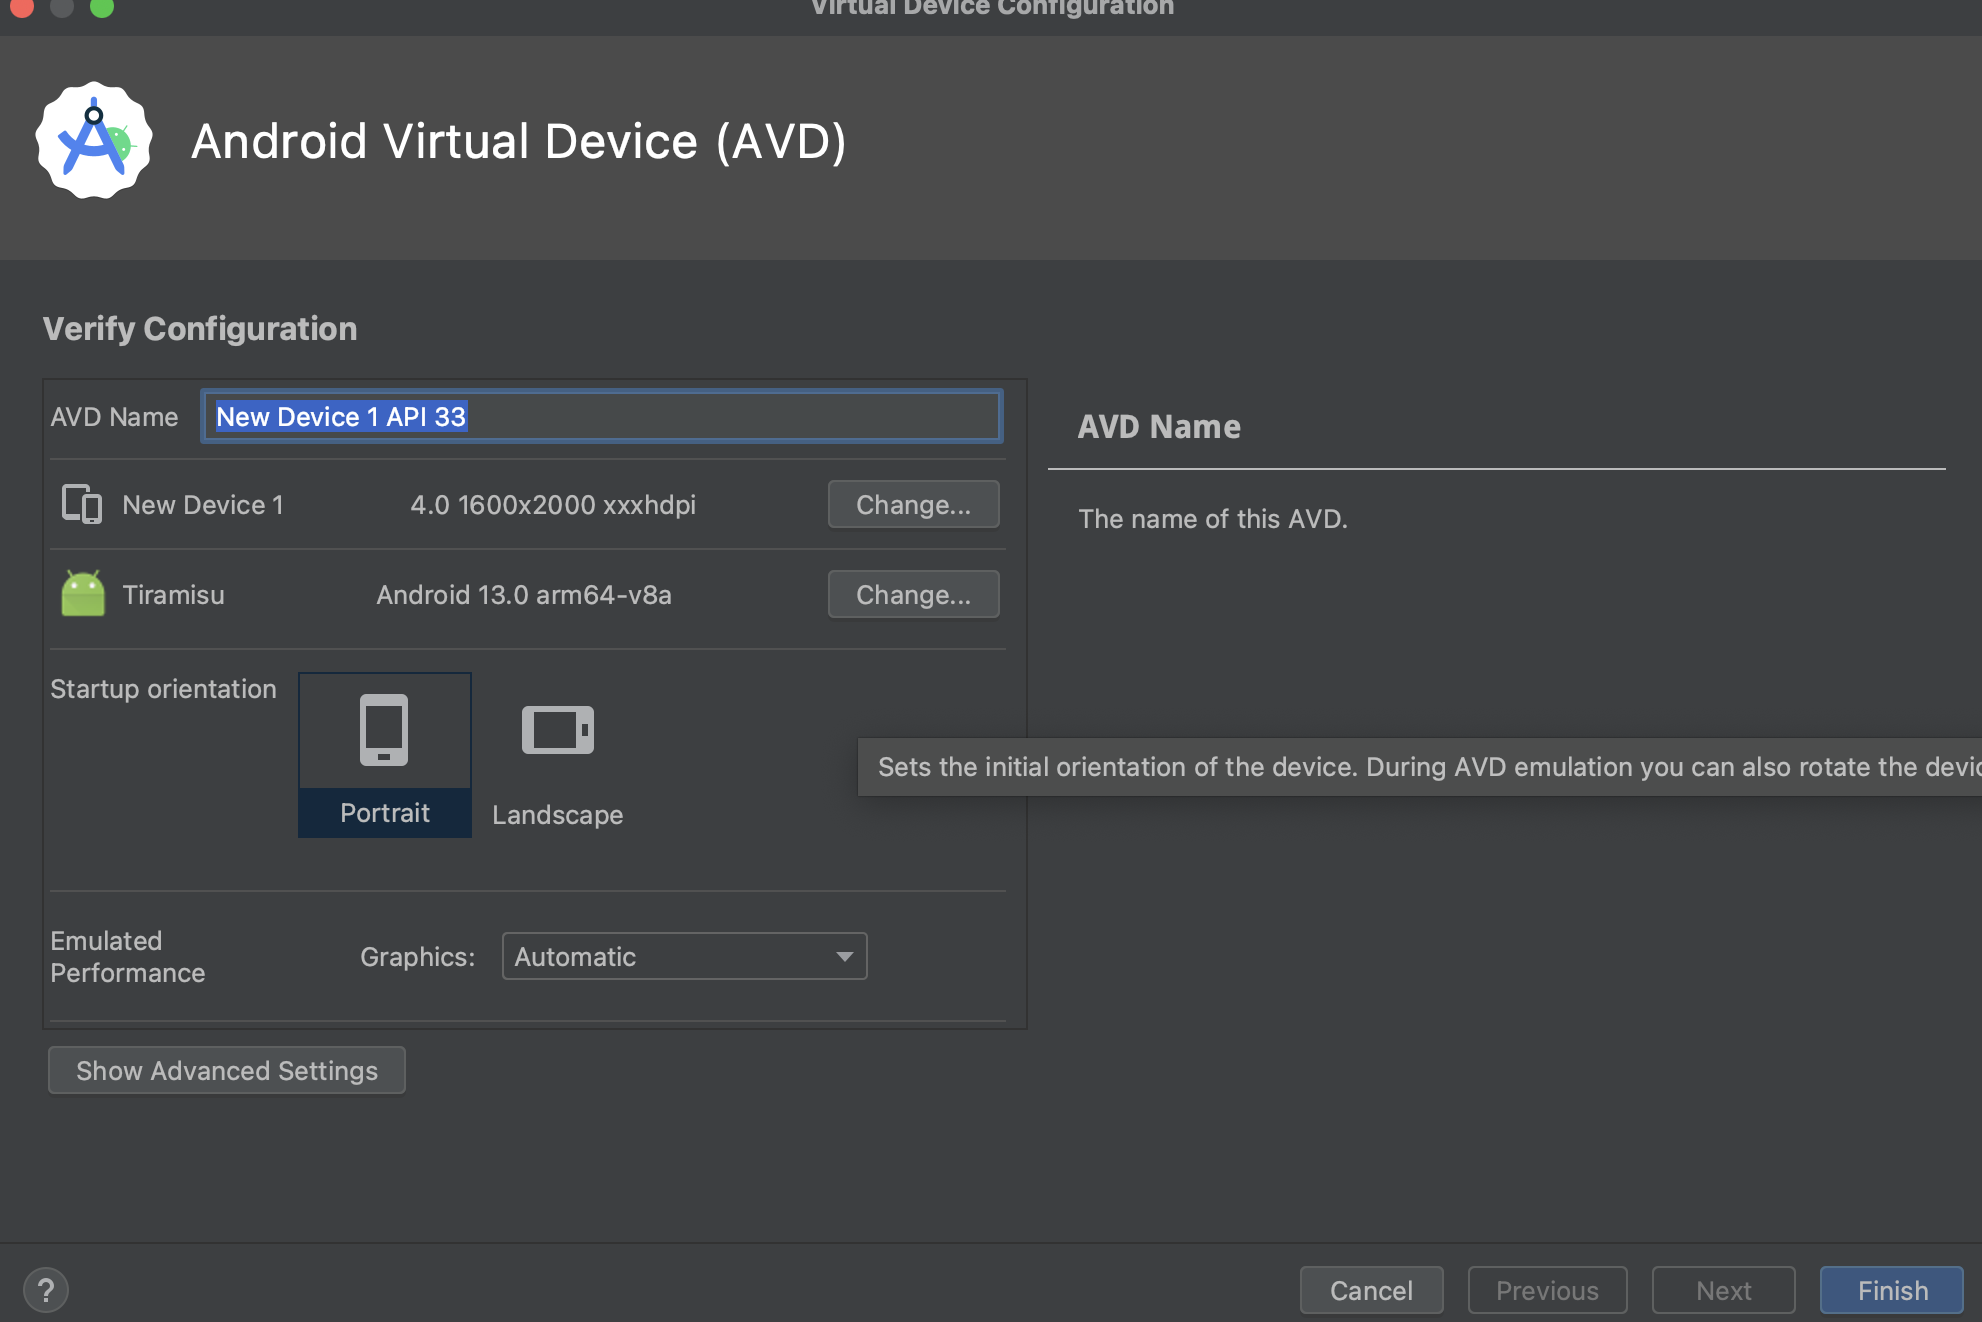 Virtual Device Configuration
Android Virtual Device (AVD)
Verify Configuration
AVD Name New Device 1 API 33
New Device 1 4.0 1600x2000 xxxhdpi Change...
Tiramisu Android 13.0 arm64-v8a Change...
Startup orientation
Portrait
Landscape
Emulated
Performance
Graphics: Automatic
Show Advanced Settings
AVD Name
The name of this AVD.
Sets the initial orientation of the device. During AVD emulation you can also rotate the
?
Cancel Previous Next Finish